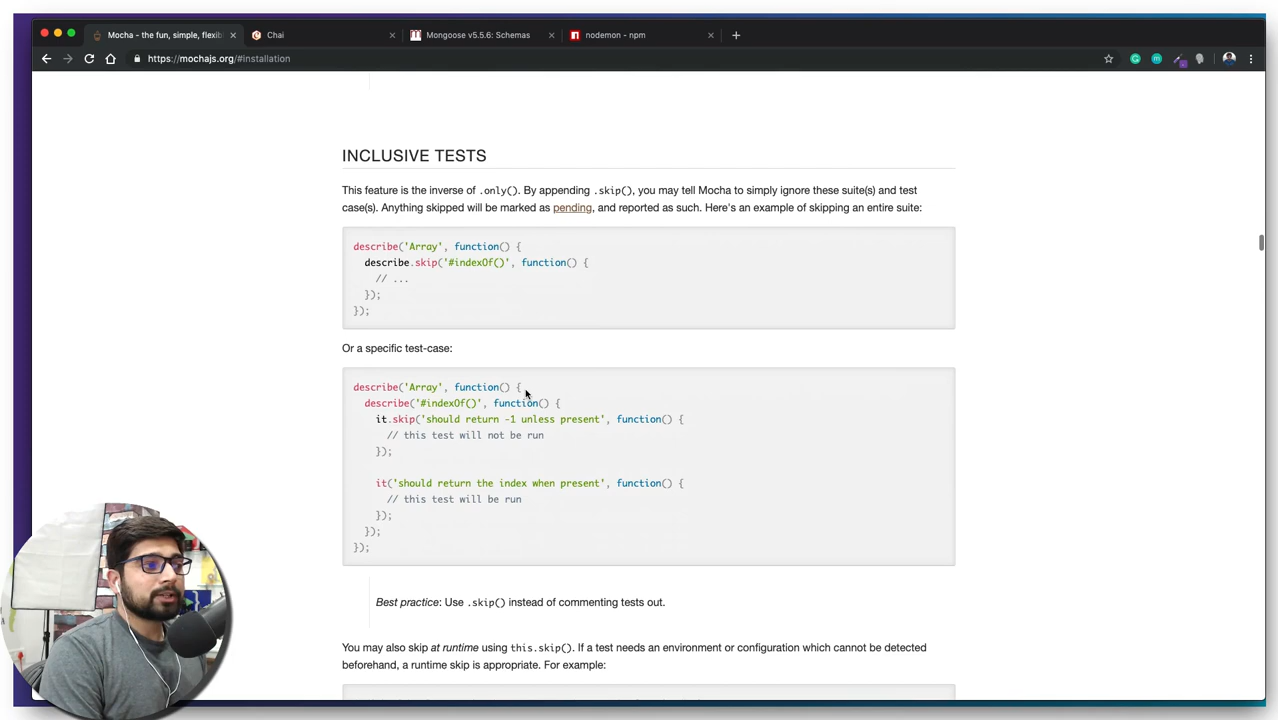 Mocha - the fun, simple, flexib
Chai
Mongoose v5.5.6: Schemas
nodemon - npm
https://mochajs.org/#installation
INCLUSIVE TESTS
This feature is the inverse of .only(). By appending .skip(), you may tell Mocha to simply ignore these suite(s) and test
case(s). Anything skipped will be marked as pending, and reported as such. Here's an example of skipping an entire suite:
describe('Array', function() {
describe.skip('#indexOf()', function() {
// ...
});
});
Or a specific test-case:
describe('Array', function() {
describe('#indexOf()', function() {
it.skip('should return -1 unless present', function() {
// this test will not be run
});
it('should return the index when present', function() {
// this test will be run
});
});
});
Best practice: Use .skip() instead of commenting tests out.
You may also skip at runtime using this.skip(). If a test needs an environment or configuration which cannot be detected
beforehand, a runtime skip is appropriate. For example: